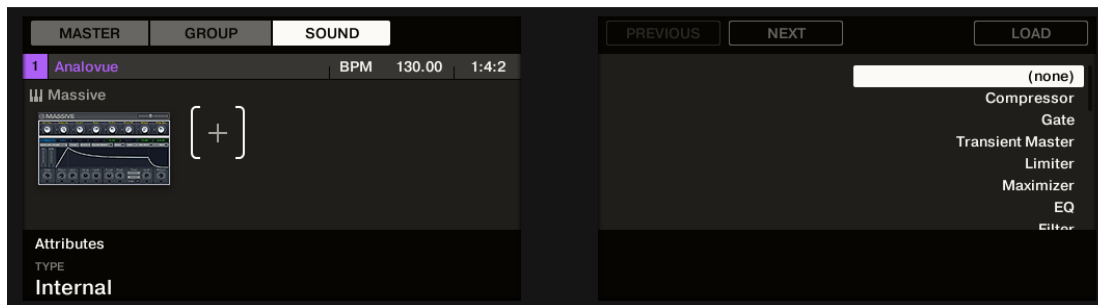 MASTER GROUP SOUND
1 Analovue BPM 130.00 1:4:2
Massive
MASSIVE
Attributes
TYPE
Internal
PREVIOUS NEXT LOAD
(none)
Compressor
Gate
Transient Master
Limiter
Maximizer
EQ
Filter